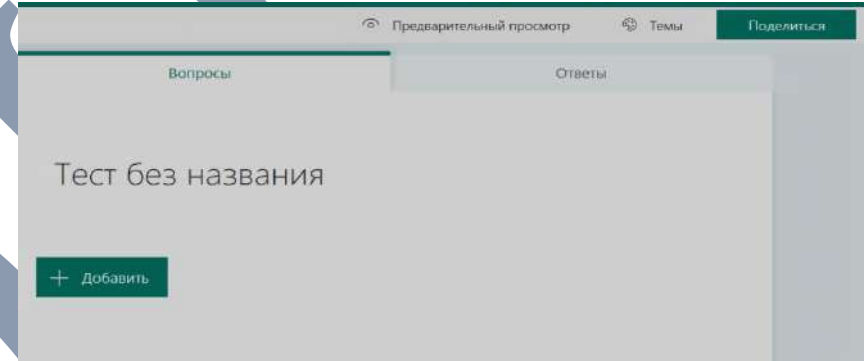 Предварительный просмотр Темы Поделиться
Вопросы Ответы
Тест без названия
Добавить